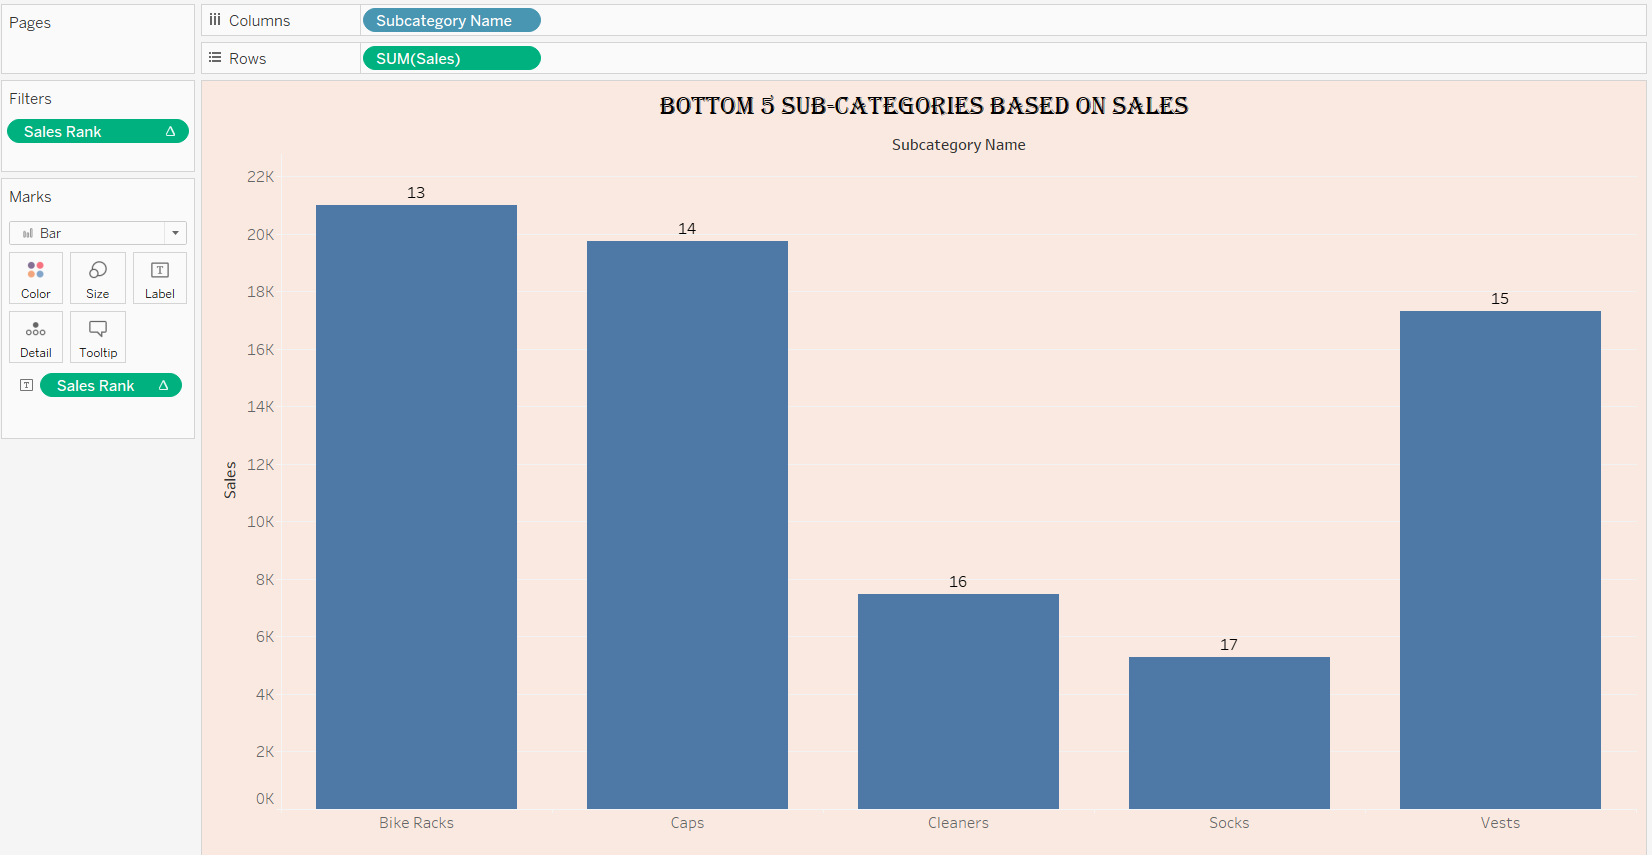 Pages
Columns
Subcategory Name
Rows
SUM(Sales)
Filters
Sales Rank
Marks
Bar
Color
Size
Label
Detail
Tooltip
Sales Rank
BOTTOM 5 SUB-CATEGORIES BASED ON SALES
Subcategory Name
22K
20K
18K
16K
14K
12K
10K
8K
6K
4K
2K
0K
Sales
13
14
16
17
15
Bike Racks
Caps
Cleaners
Socks
Vests